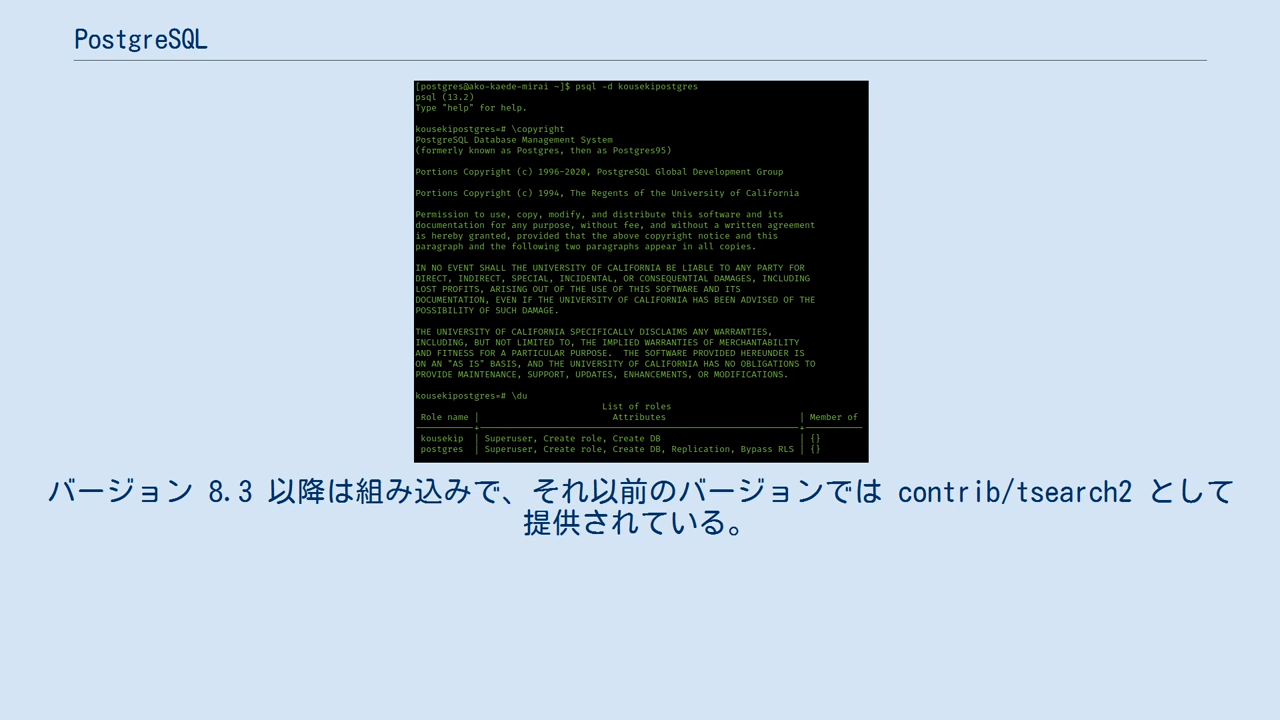 PostgreSQL
[postgres@ako-kaede-mirai ~]$ psql -d kousekipostgres
psql (13.2)
Type "help" for help.
kousekipostgres=# \copyright
PostgreSQL Database Management System
(formerly known as Postgres, then as Postgres95)
Portions Copyright (c) 1996-2020, PostgreSQL Global Development Group
Portions Copyright (c) 1994, The Regents of the University of California
Permission to use, copy, modify, and distribute this software and its
documentation for any purpose, without fee, and without a written agreement
is hereby granted, provided that the above copyright notice and this
paragraph and the following two paragraphs appear in all copies.
IN NO EVENT SHALL THE UNIVERSITY OF CALIFORNIA BE LIABLE TO ANY PARTY FOR
DIRECT, INDIRECT, SPECIAL, INCIDENTAL, OR CONSEQUENTIAL DAMAGES, INCLUDING
LOST PROFITS, ARISING OUT OF THE USE OF THIS SOFTWARE AND ITS
DOCUMENTATION, EVEN IF THE UNIVERSITY OF CALIFORNIA HAS BEEN ADVISED OF THE
POSSIBILITY OF SUCH DAMAGE.
THE UNIVERSITY OF CALIFORNIA SPECIFICALLY DISCLAIMS ANY WARRANTIES,
INCLUDING, BUT NOT LIMITED TO, THE IMPLIED WARRANTIES OF MERCHANTABILITY
AND FITNESS FOR A PARTICULAR PURPOSE.  THE SOFTWARE PROVIDED HEREUNDER IS
ON AN "AS IS" BASIS, AND THE UNIVERSITY OF CALIFORNIA HAS NO OBLIGATIONS TO
PROVIDE MAINTENANCE, SUPPORT, UPDATES, ENHANCEMENTS, OR MODIFICATIONS.
kousekipostgres=# \du
List of roles
Role name | Attributes | Member of
kousekip | Superuser, Create role, Create DB | {}
postgres | Superuser, Create role, Create DB, Replication, Bypass RLS | {}
バージョン 8.3 以降は組み込みで、それ以前のバージョンでは contrib/tsearch2 として
提供されている。